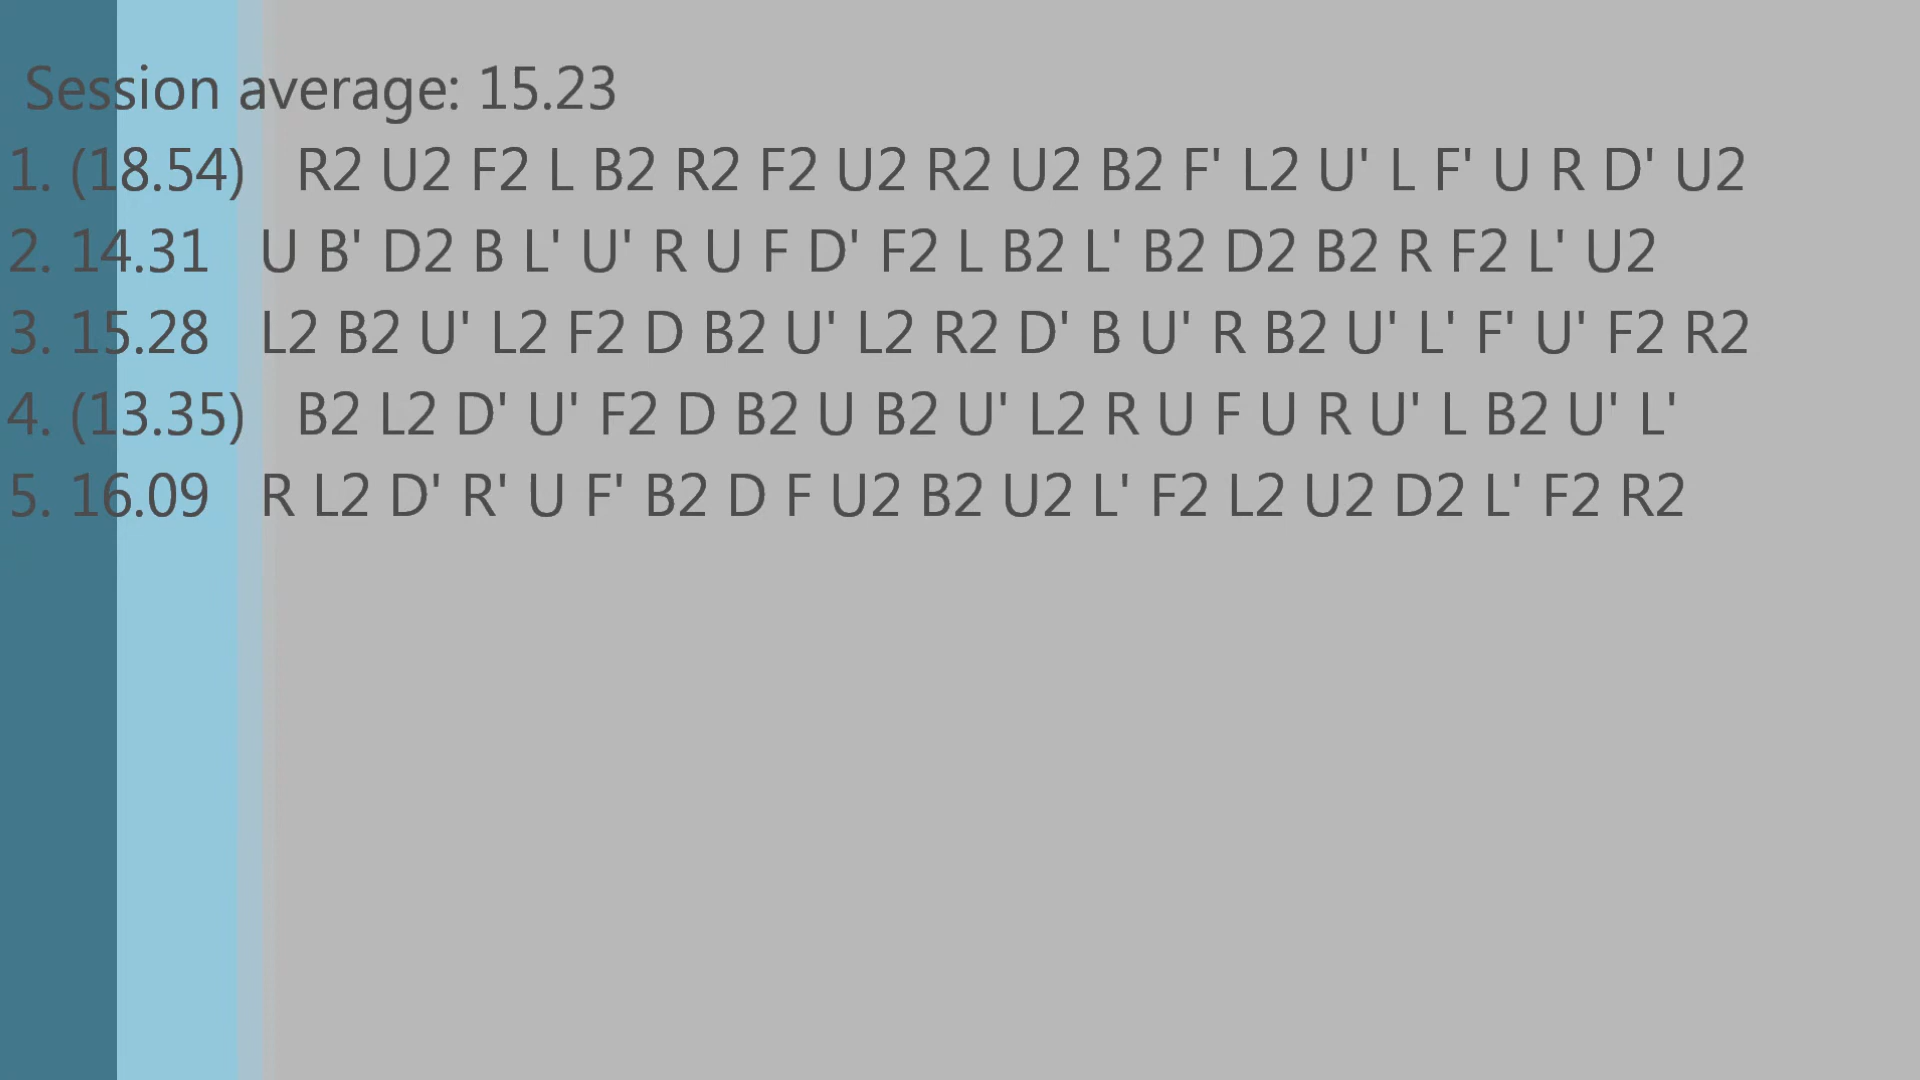 Session average: 15.23
1. (18.54) R2 U2 F2 L B2 R2 F2 U2 R2 U2 B2 F' L2 U' L F' U R D' U2
2. 14.31 U B' D2 B L' U' R U F D' F2 L B2 L' B2 D2 B2 R F2 L' U2
3. 15.28 L2 B2 U' L2 F2 D B2 U' L2 R2 D' B U' R B2 U' L' F' U' F2 R2
4. (13.35) B2 L2 D' U' F2 D B2 U B2 U' L2 R U F U R U' L B2 U' L'
5. 16.09 R L2 D' R' U F' B2 D F U2 B2 U2 L' F2 L2 U2 D2 L' F2 R2